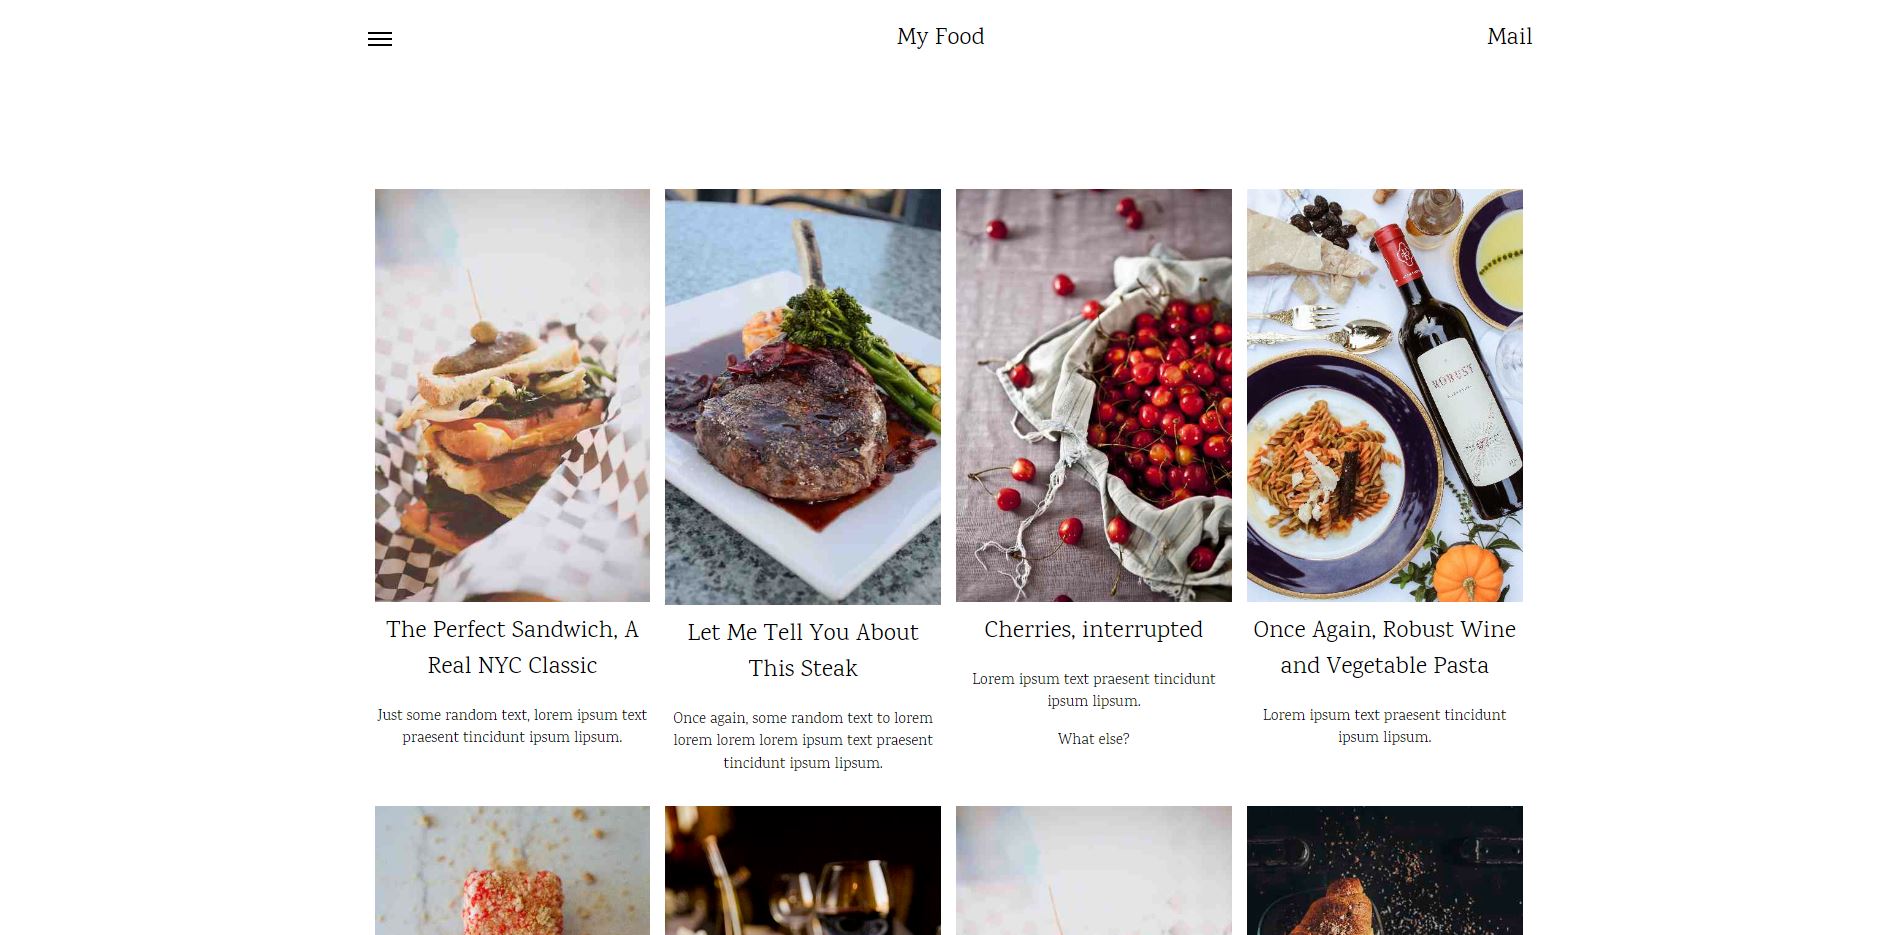 My Food
Mail
The Perfect Sandwich, A
Real NYC Classic
Just some random text, lorem ipsum text
praesent tincidunt ipsum lipsum.
Let Me Tell You About
This Steak
Once again, some random text to lorem
lorem lorem lorem ipsum text praesent
tincidunt ipsum lipsum.
Cherries, interrupted
Lorem ipsum text praesent tincidunt
ipsum lipsum.
What else?
ROBUST
Once Again, Robust Wine
and Vegetable Pasta
Lorem ipsum text praesent tincidunt
ipsum lipsum.